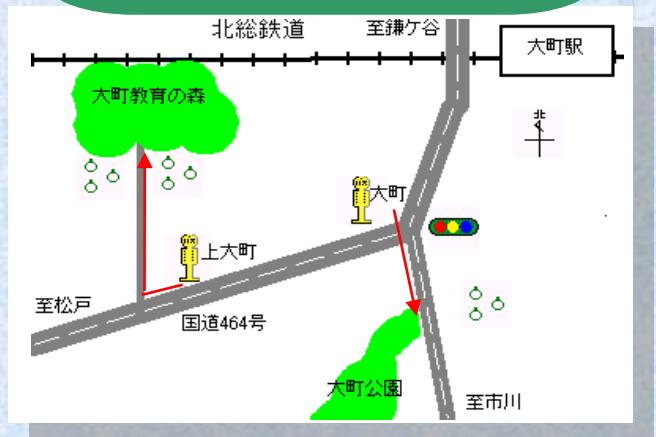 北総鉄道
至鎌ケ谷
大町駅
大町教育の森
北
大町
上大町
至松戸
国道464号
大町公園
至市川